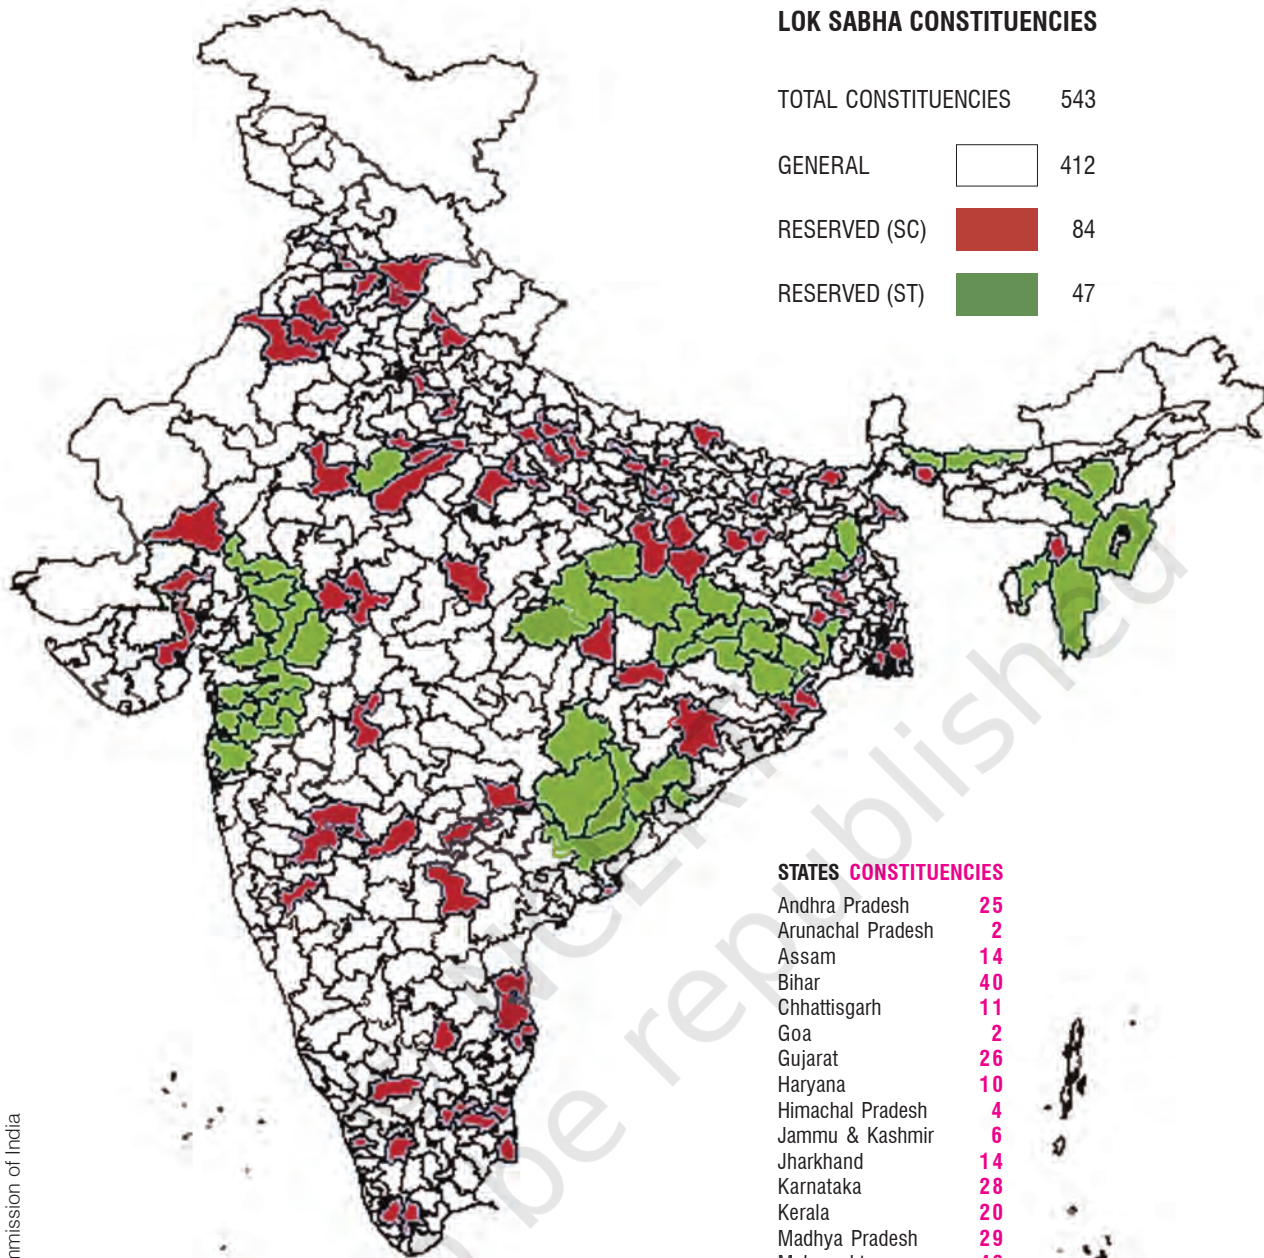 LOK SABHA CONSTITUENCIES
TOTAL CONSTITUENCIES 543
GENERAL 412
RESERVED (SC) 84
RESERVED (ST) 47
STATES CONSTITUENCIES
Andhra Pradesh 25
Arunachal Pradesh 2
Assam 14
Bihar 40
Chhattisgarh 11
Goa 2
Gujarat 26
Haryana 10
Himachal Pradesh 4
Jammu & Kashmir 6
Jharkhand 14
Karnataka 28
Kerala 20
Madhya Pradesh 29
of India
be republished